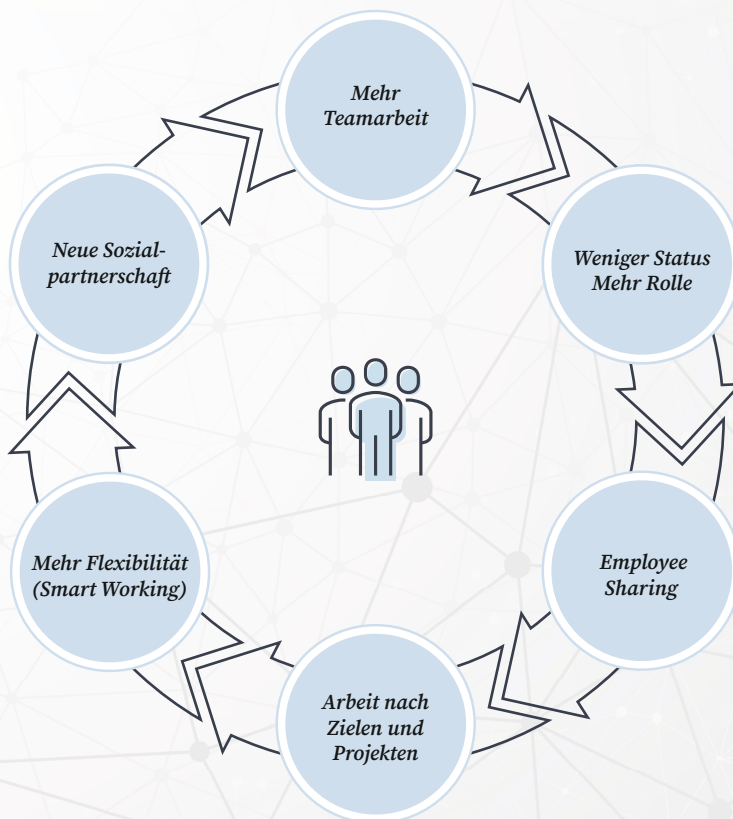 Mehr
Teamarbeit
Weniger Status
Mehr Rolle
Employee
Sharing
Arbeit nach
Zielen und
Projekten
Mehr Flexibilität
(Smart Working)
Neue Sozial-
partnerschaft